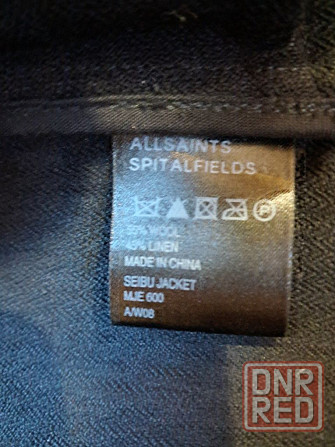 ALLSAINTS
SPITALFIELDS
55% WOOL
45% LINEN
MADE IN CHINA
SEIBU JACKET
MJE 600
A/W08
DNR
RED